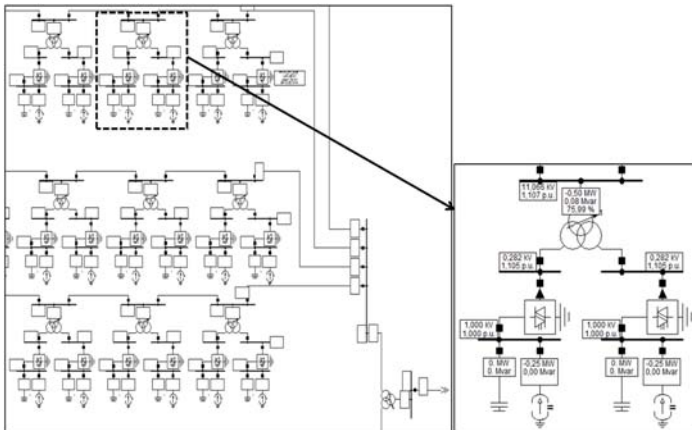 11,066 kV
1,107 p.u.
-0,50 MW
0,08 Mvar
75,99 %
0,282 kV
1,105 p.u.
0,282 kV
1,105 p.u.
1,000 kV
1,000 p.u.
1,000 kV
1,000 p.u.
0, MW
0, Mvar
-0,25 MW
0,00 Mvar
0, MW
0, Mvar
-0,25 MW
0,00 Mvar